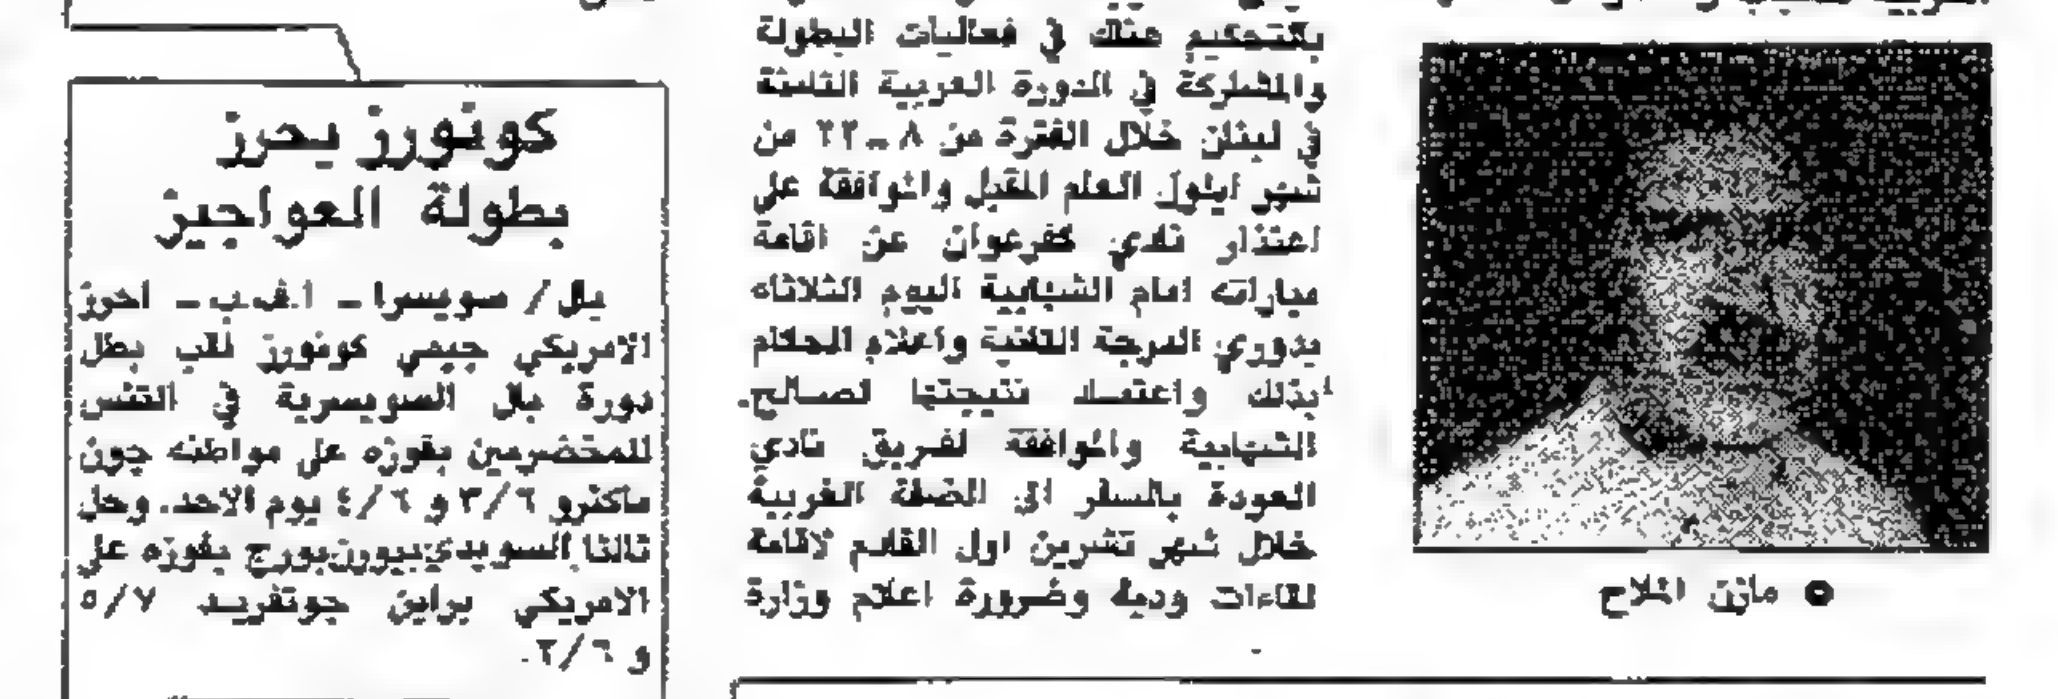 ● مازن الملاح
بالتحكيم هناك في فعاليات البطولة
والمشاركة في الدورة العربية الثامنة
في لبنان خلال الفترة من ٨ ـ ٢٢ من
شهر ايلول العام المقبل والموافقة على
اعتذار نادي كفرعوان عن اقامة
مباراته امام الشبابية اليوم الثلاثاء
بدوري الدرجة الثانية واعلام الحكام
بذلك واعتماد نتيجتها لصالح
الشبابية والموافقة لفريق نادي
العودة بالسفر الى الضفة الغربية
خلال شهر تشرين اول القادم لاقامة
لقاءات ودية وضرورة اعلام وزارة
كونورز يحرز
بطولة العواجيز
بال / سويسرا ـ ا.ف.ب ـ احرز
الامريكي جيمي كونورز لقب بطل
دورة بال السويسرية في التنس
للمخضرمين بفوزه على مواطنه جون
ماكنرو ٣/٦ و ٤/٦ يوم الاحد. وحل
ثالثا السويدي بيورن بورج بفوزه على
الامريكي براين جوتفريد ٥/٧
و ٢/٦.